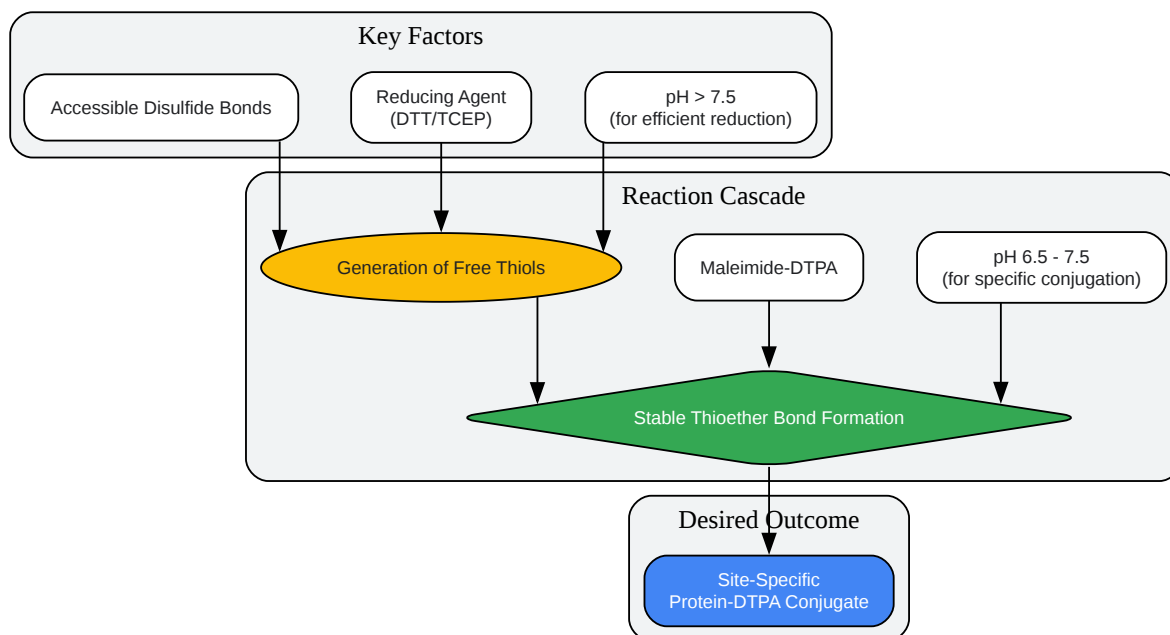 Key Factors
Accessible Disulfide Bonds
Reducing Agent
(DTT/TCEP)
pH > 7.5
(for efficient reduction)
Reaction Cascade
Generation of Free Thiols
Maleimide-DTPA
pH 6.5 - 7.5
(for specific conjugation)
Stable Thioether Bond Formation
Desired Outcome
Site-Specific
Protein-DTPA Conjugate